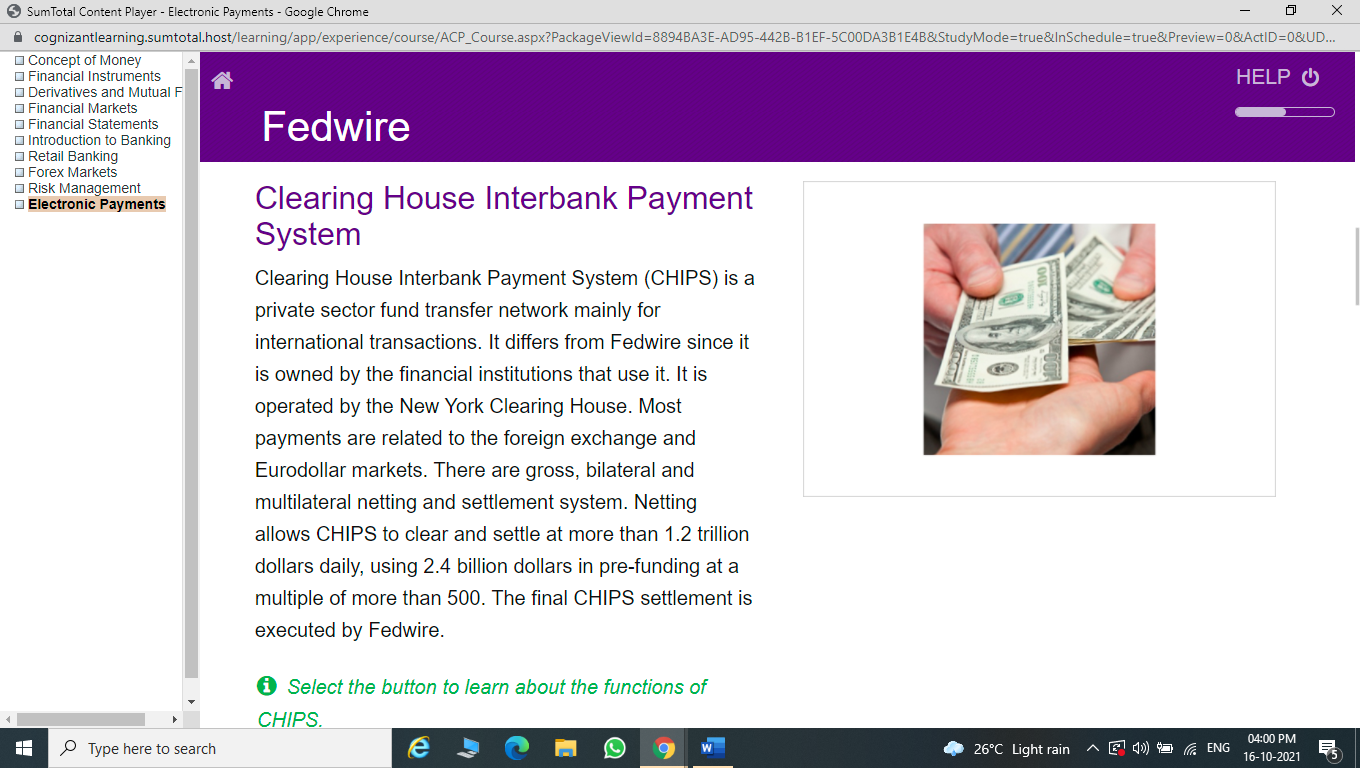 SumTotal Content Player - Electronic Payments - Google Chrome
cognizantlearning.sumtotal.host/learning/app/experience/course/ACP_Course.aspx?PackageViewId=8894BA3E-AD95-442B-B1EF-5C00DA3B1E4B&StudyMode=true&InSchedule=true&Preview=0&ActID=0&UD...
Concept of Money
Financial Instruments
Derivatives and Mutual F
Financial Markets
Financial Statements
Introduction to Banking
Retail Banking
Forex Markets
Risk Management
Electronic Payments
HELP
Fedwire
Clearing House Interbank Payment
System
Clearing House Interbank Payment System (CHIPS) is a
private sector fund transfer network mainly for
international transactions. It differs from Fedwire since it
is owned by the financial institutions that use it. It is
operated by the New York Clearing House. Most
payments are related to the foreign exchange and
Eurodollar markets. There are gross, bilateral and
multilateral netting and settlement system. Netting
allows CHIPS to clear and settle at more than 1.2 trillion
dollars daily, using 2.4 billion dollars in pre-funding at a
multiple of more than 500. The final CHIPS settlement is
executed by Fedwire.
Select the button to learn about the functions of
CHIPS.
100
Type here to search
26°C Light rain
ENG
04:00 PM
16-10-2021
5